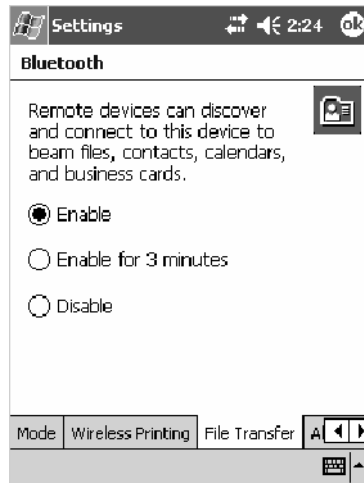 Settings 2:24 ok
Bluetooth
Remote devices can discover
and connect to this device to
beam files, contacts, calendars,
and business cards.
Enable
Enable for 3 minutes
Disable
Mode Wireless Printing File Transfer A